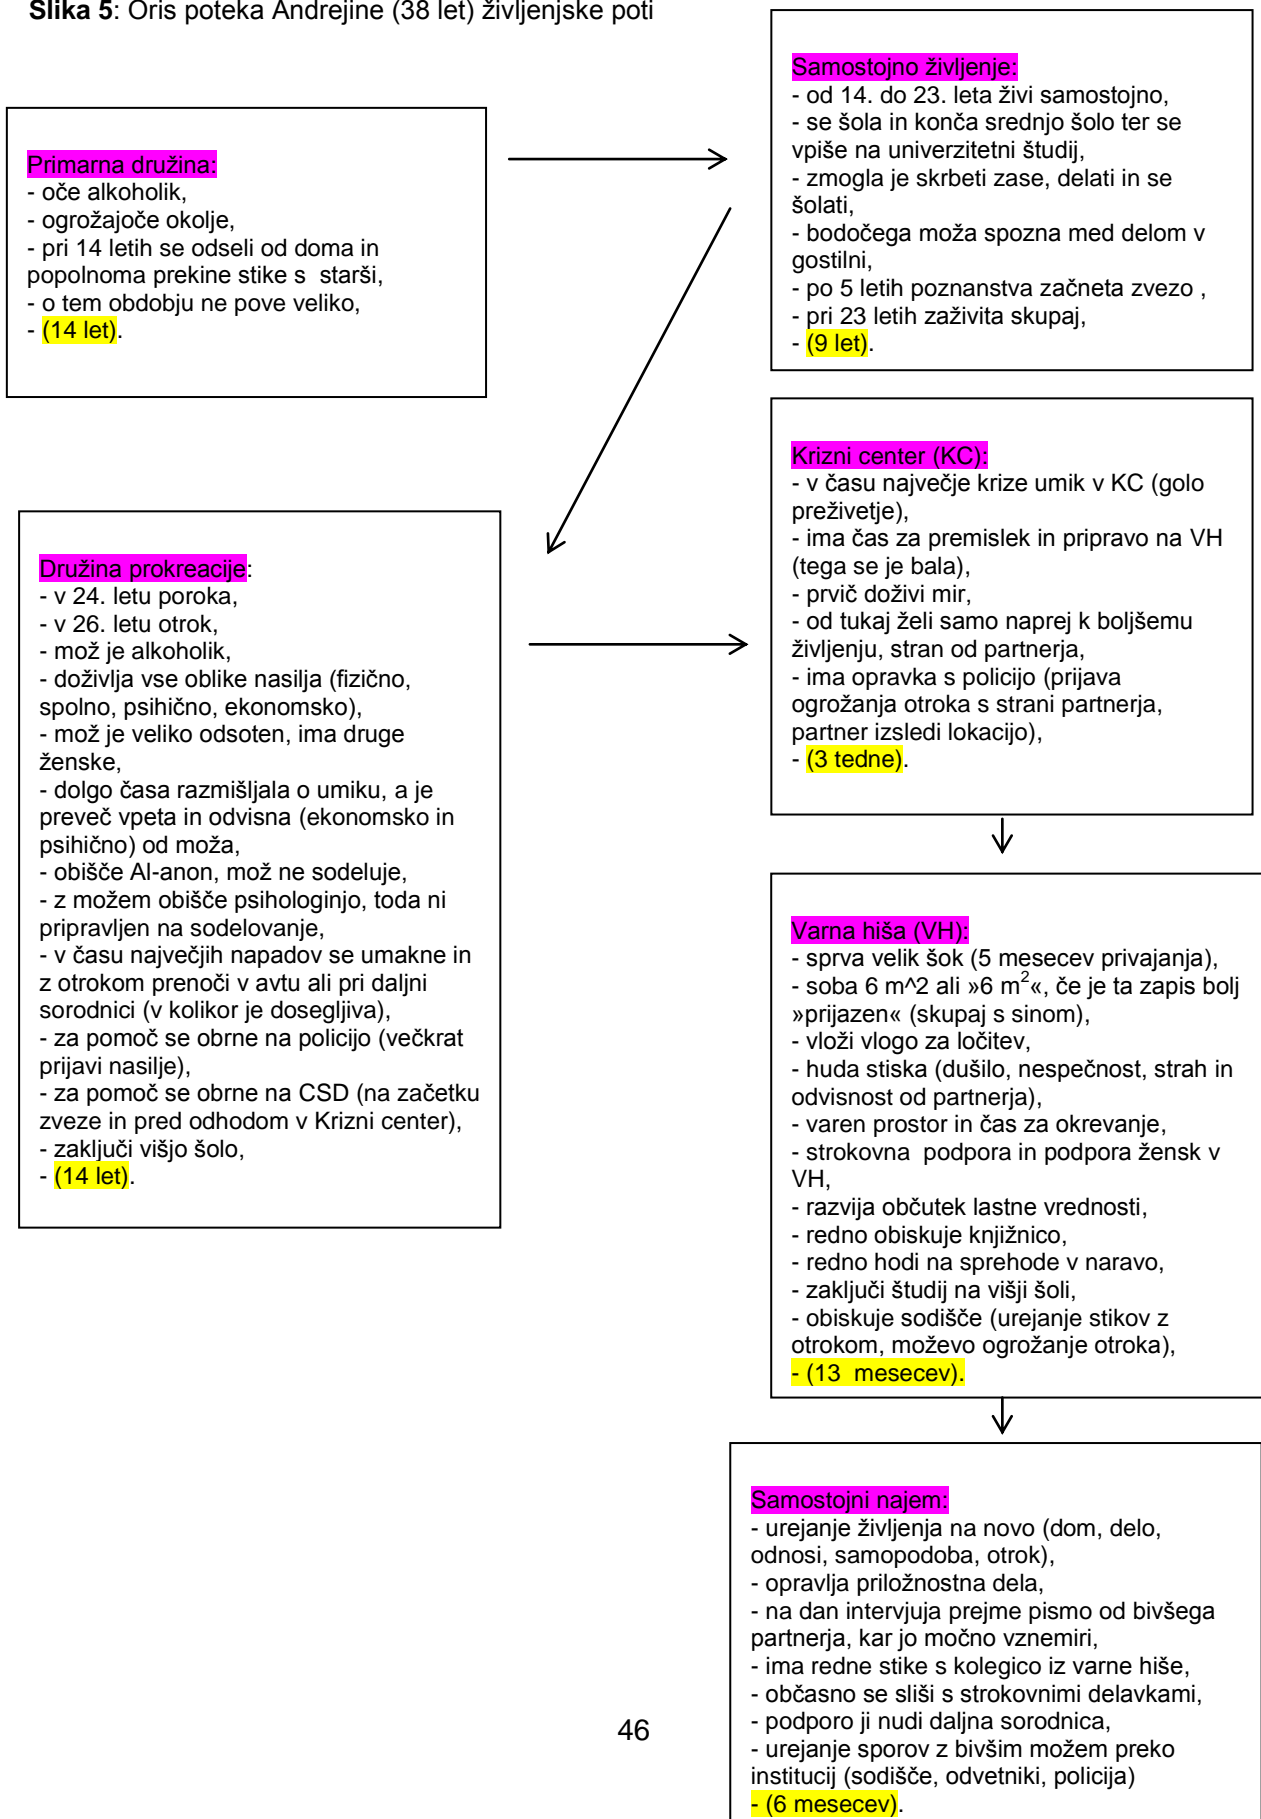 Slika 5: Oris poteka Andrejine (38 let) življenjske poti
Primarna družina:
- oče alkoholik,
- ogrožajoče okolje,
- pri 14 letih se odseli od doma in
popolnoma prekine stike s  starši,
- o tem obdobju ne pove veliko,
- (14 let).
Samostojno življenje:
- od 14. do 23. leta živi samostojno,
- se šola in konča srednjo šolo ter se
vpiše na univerzitetni študij,
- zmogla je skrbeti zase, delati in se
šolati,
- bodočega moža spozna med delom v
gostilni,
- po 5 letih poznanstva začneta zvezo ,
- pri 23 letih zaživita skupaj,
- (9 let).
Družina prokreacije:
- v 24. letu poroka,
- v 26. letu otrok,
- mož je alkoholik,
- doživlja vse oblike nasilja (fizično,
spolno, psihično, ekonomsko),
- mož je veliko odsoten, ima druge
ženske,
- dolgo časa razmišljala o umiku, a je
preveč vpeta in odvisna (ekonomsko in
psihično) od moža,
- obišče Al-anon, mož ne sodeluje,
- z možem obišče psihologinjo, toda ni
pripravljen na sodelovanje,
- v času največjih napadov se umakne in
z otrokom prenoči v avtu ali pri daljni
sorodnici (v kolikor je dosegljiva),
- za pomoč se obrne na policijo (večkrat
prijavi nasilje),
- za pomoč se obrne na CSD (na začetku
zveze in pred odhodom v Krizni center),
- zaključi višjo šolo,
- (14 let).
Krizni center (KC):
- v času največje krize umik v KC (golo
preživetje),
- ima čas za premislek in pripravo na VH
(tega se je bala),
- prvič doživi mir,
- od tukaj želi samo naprej k boljšemu
življenju, stran od partnerja,
- ima opravka s policijo (prijava
ogrožanja otroka s strani partnerja,
partner izsledi lokacijo),
- (3 tedne).
Varna hiša (VH):
- sprva velik šok (5 mesecev privajanja),
- soba 6 m^2 ali »6 m²«, če je ta zapis bolj
»prijazen« (skupaj s sinom),
- vloži vlogo za ločitev,
- huda stiska (dušilo, nespečnost, strah in
odvisnost od partnerja),
- varen prostor in čas za okrevanje,
- strokovna  podpora in podpora žensk v
VH,
- razvija občutek lastne vrednosti,
- redno obiskuje knjižnico,
- redno hodi na sprehode v naravo,
- zaključi študij na višji šoli,
- obiskuje sodišče (urejanje stikov z
otrokom, moževo ogrožanje otroka),
- (13  mesecev).
Samostojni najem:
- urejanje življenja na novo (dom, delo,
odnosi, samopodoba, otrok),
- opravlja priložnostna dela,
- na dan intervjuja prejme pismo od bivšega
partnerja, kar jo močno vznemiri,
- ima redne stike s kolegico iz varne hiše,
- občasno se sliši s strokovnimi delavkami,
- podporo ji nudi daljna sorodnica,
- urejanje sporov z bivšim možem preko
institucij (sodišče, odvetniki, policija)
- (6 mesecev).
46